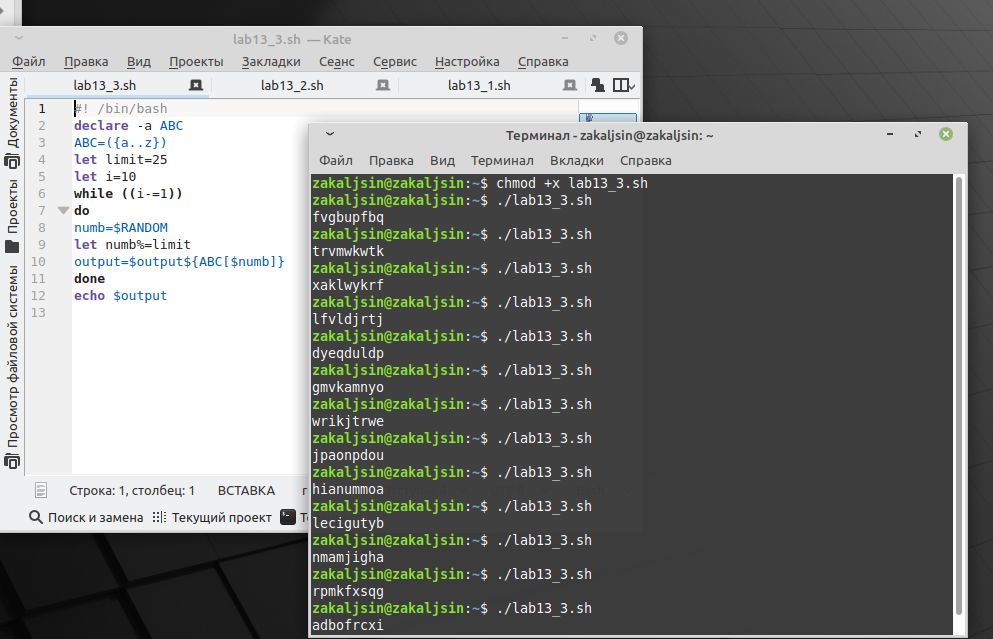 lab13_3.sh — Kate
Файл Правка Вид Проекты Закладки Сеанс Сервис Настройка Справка
lab13_3.sh lab13_2.sh lab13_1.sh
Документы
Проекты
Просмотр файловой системы
1 #! /bin/bash
2 declare -a ABC
3 ABC=({a..z})
4 let limit=25
5 let i=10
6 while ((i-=1))
7 do
8 numb=$RANDOM
9 let numb%=limit
10 output=$output${ABC[$numb]}
11 done
12 echo $output
13
Строка: 1, столбец: 1 ВСТАВКА
Поиск и замена Текущий проект
Терминал - zakaljsin@zakaljsin: ~
Файл Правка Вид Терминал Вкладки Справка
zakaljsin@zakaljsin:~$ chmod +x lab13_3.sh
zakaljsin@zakaljsin:~$ ./lab13_3.sh
fvgbupfbq
zakaljsin@zakaljsin:~$ ./lab13_3.sh
trvmwkwtk
zakaljsin@zakaljsin:~$ ./lab13_3.sh
xaklwykrf
zakaljsin@zakaljsin:~$ ./lab13_3.sh
lfvldjrtj
zakaljsin@zakaljsin:~$ ./lab13_3.sh
dyeqduldp
zakaljsin@zakaljsin:~$ ./lab13_3.sh
gmvkamnyo
zakaljsin@zakaljsin:~$ ./lab13_3.sh
wrikjtrwe
zakaljsin@zakaljsin:~$ ./lab13_3.sh
jpaonpdou
zakaljsin@zakaljsin:~$ ./lab13_3.sh
hianummoa
zakaljsin@zakaljsin:~$ ./lab13_3.sh
lecigutyb
zakaljsin@zakaljsin:~$ ./lab13_3.sh
nmamjigha
zakaljsin@zakaljsin:~$ ./lab13_3.sh
rpmkfxsqg
zakaljsin@zakaljsin:~$ ./lab13_3.sh
adbofrcxi